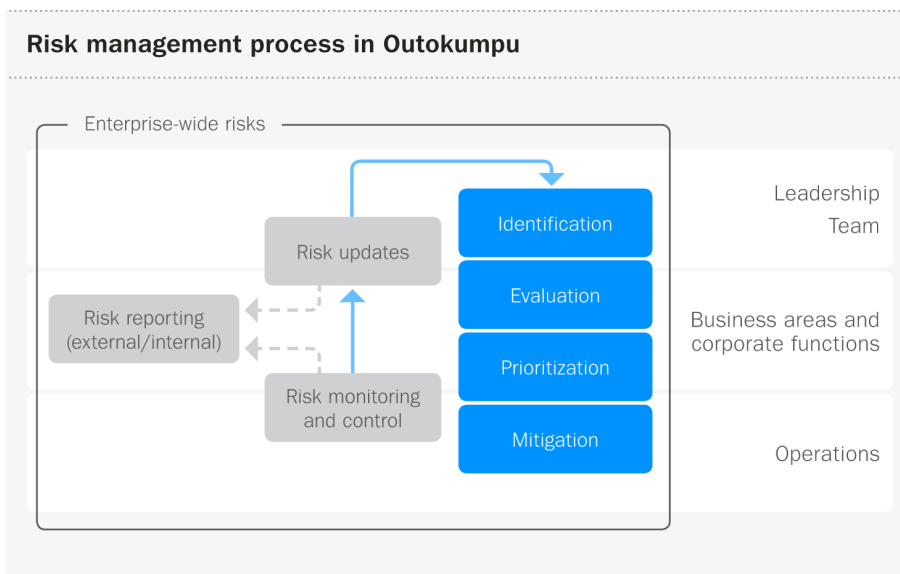 Risk management process in Outokumpu
Enterprise-wide risks
Leadership
Team
Identification
Risk updates
Evaluation
Risk reporting
(external/internal)
Business areas and
corporate functions
Prioritization
Risk monitoring
and control
Mitigation
Operations